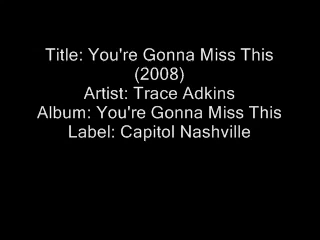 Title: You're Gonna Miss This
(2008)
Artist: Trace Adkins
Album: You're Gonna Miss This
Label: Capitol Nashville